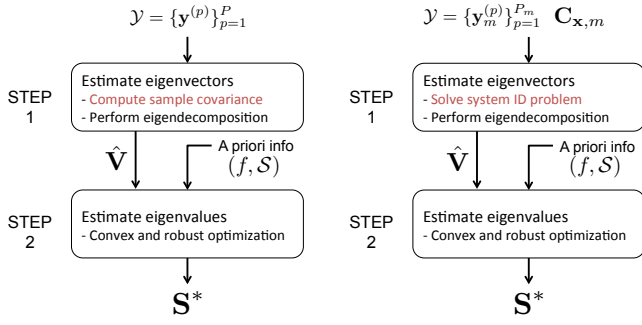 𝒴 = {𝐲^{(p)}}_{p=1}^{P}
STEP
1
Estimate eigenvectors
- Compute sample covariance
- Perform eigendecomposition
V̂
A priori info
(f, 𝒮)
STEP
2
Estimate eigenvalues
- Convex and robust optimization
S*
𝒴 = {𝐲_m^{(p)}}_{p=1}^{P_m} C_{x,m}
STEP
1
Estimate eigenvectors
- Solve system ID problem
- Perform eigendecomposition
V̂
A priori info
(f, 𝒮)
STEP
2
Estimate eigenvalues
- Convex and robust optimization
S*